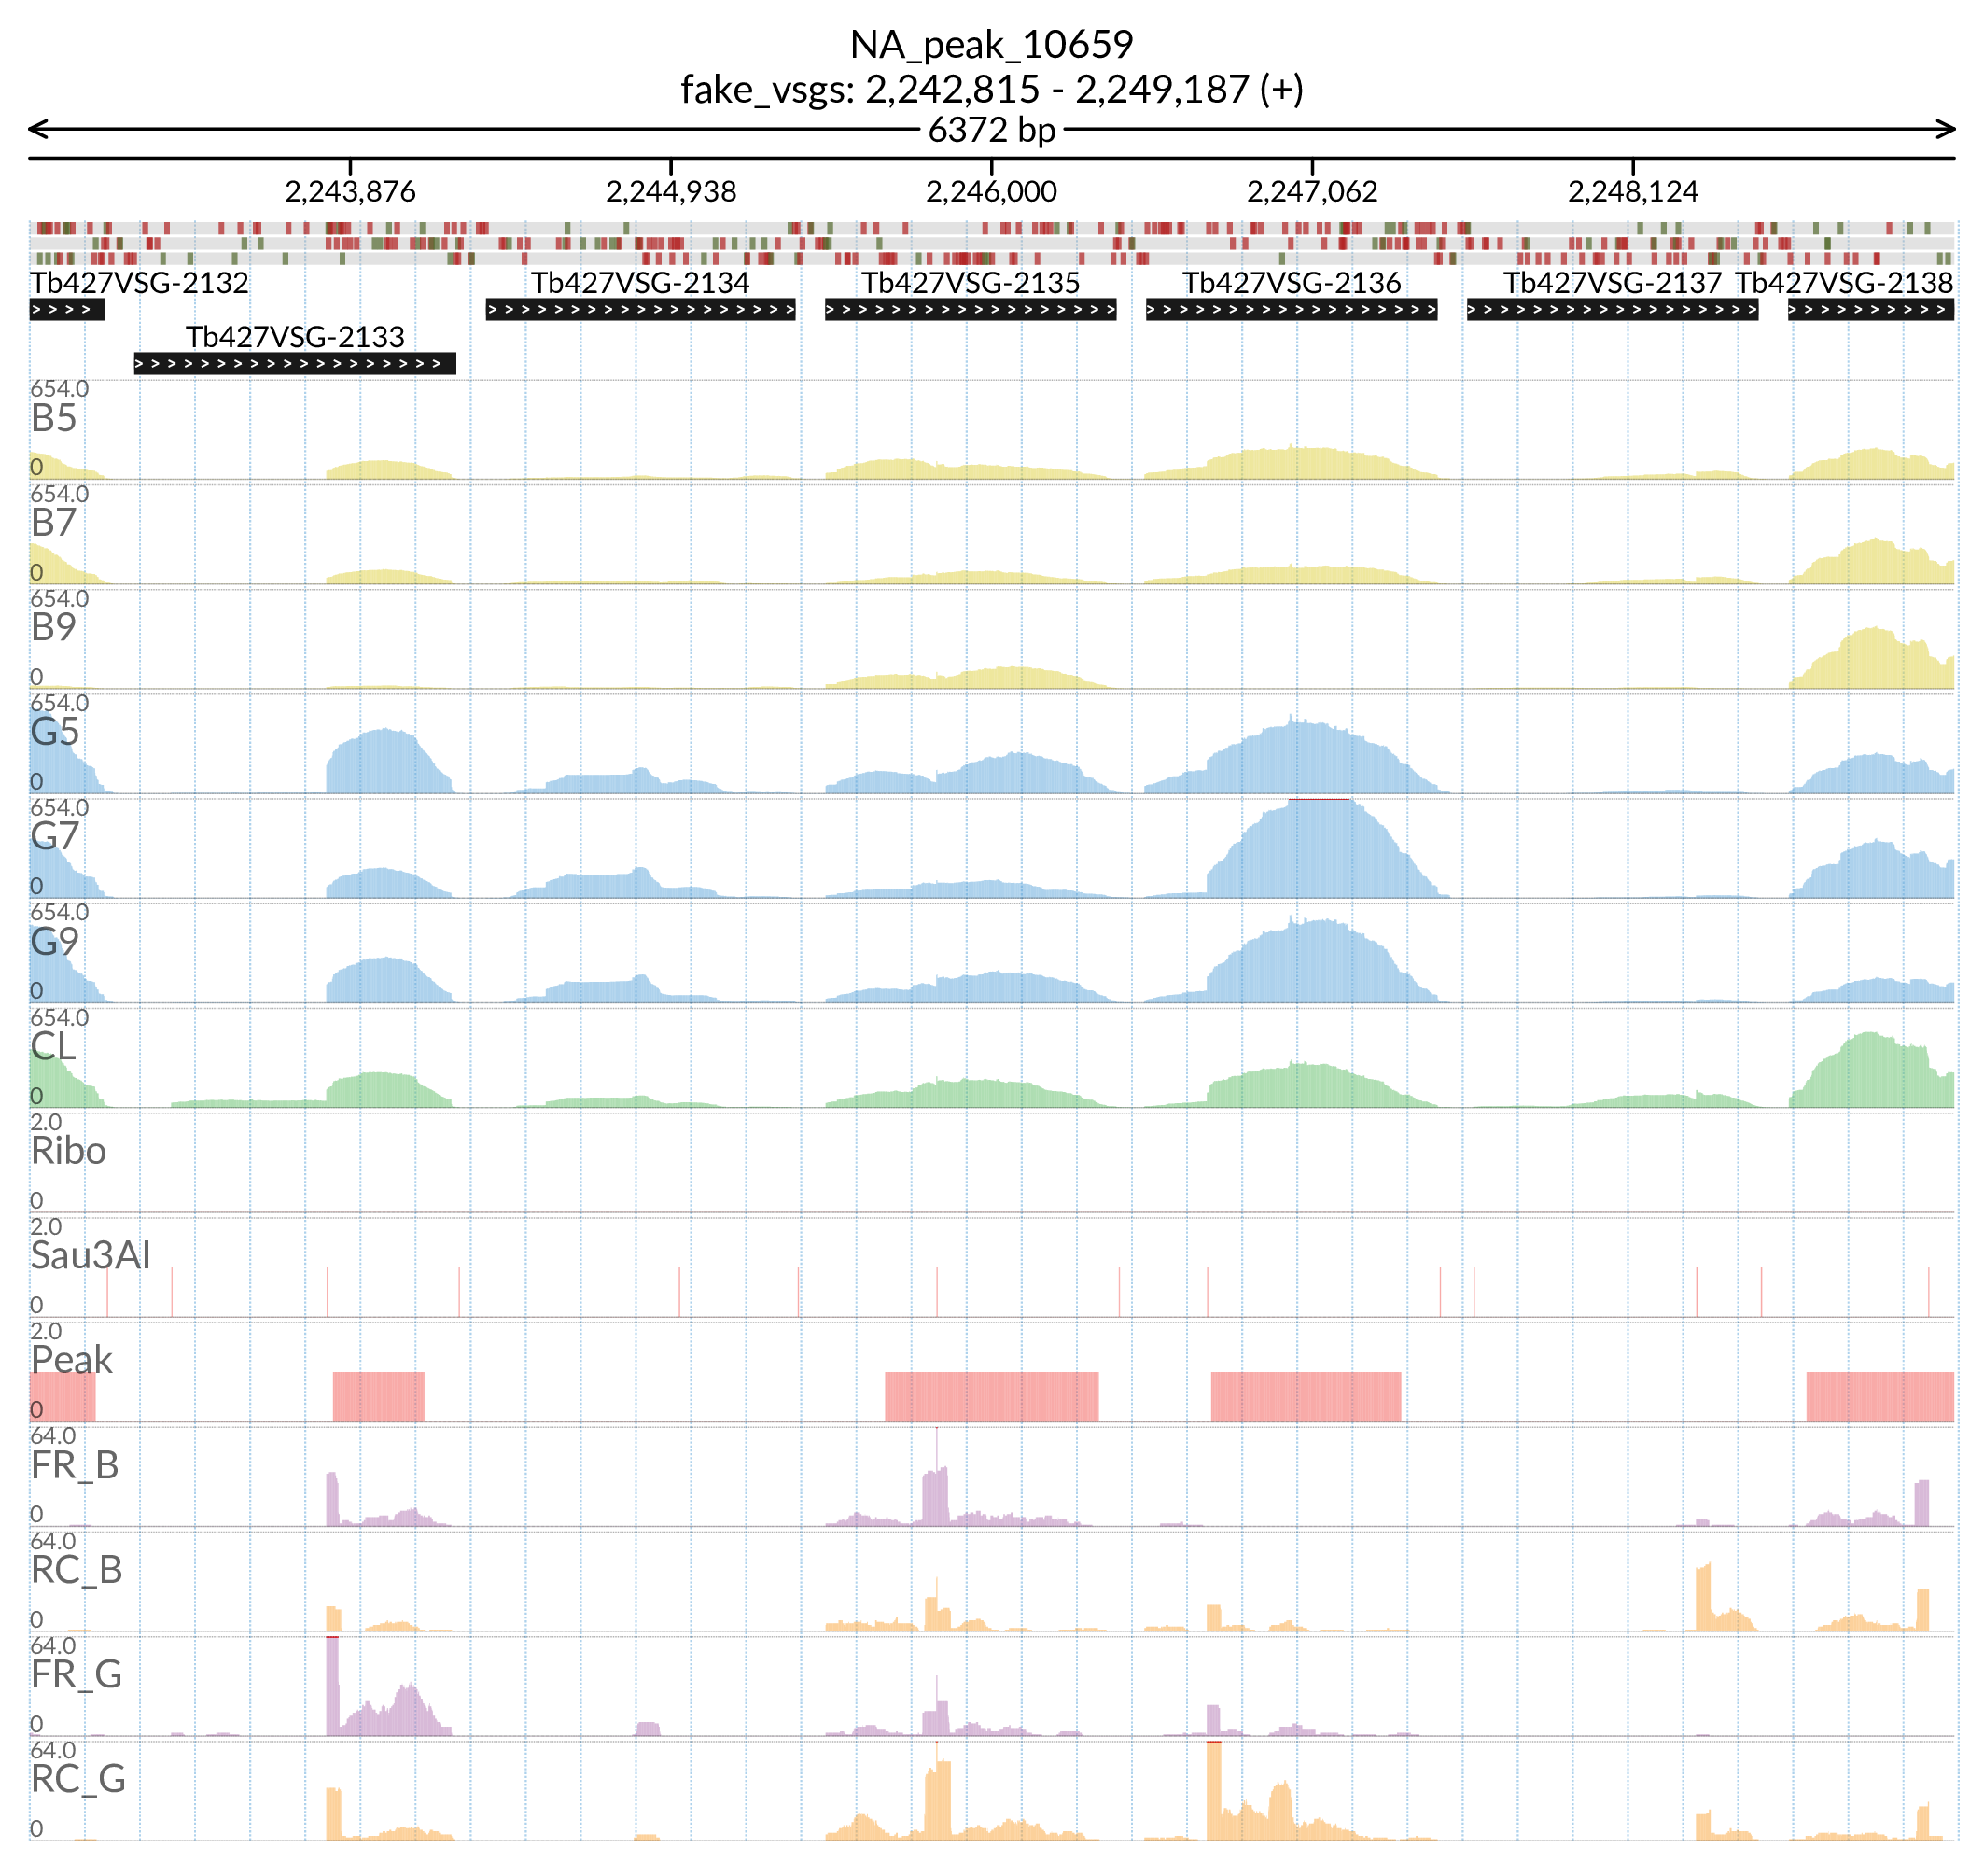 NA_peak_10659
fake_vsgs: 2,242,815 - 2,249,187 (+)
6372 bp
2,243,876 2,244,938 2,246,000 2,247,062 2,248,124
Tb427VSG-2132 Tb427VSG-2134 Tb427VSG-2135 Tb427VSG-2136 Tb427VSG-2137 Tb427VSG-2138
Tb427VSG-2133
654.0
B5
0
654.0
B7
0
654.0
B9
0
654.0
G5
0
654.0
G7
0
654.0
G9
0
654.0
CL
0
2.0
Ribo
0
2.0
Sau3AI
0
2.0
Peak
0
64.0
FR_B
0
64.0
RC_B
0
64.0
FR_G
0
64.0
RC_G
0